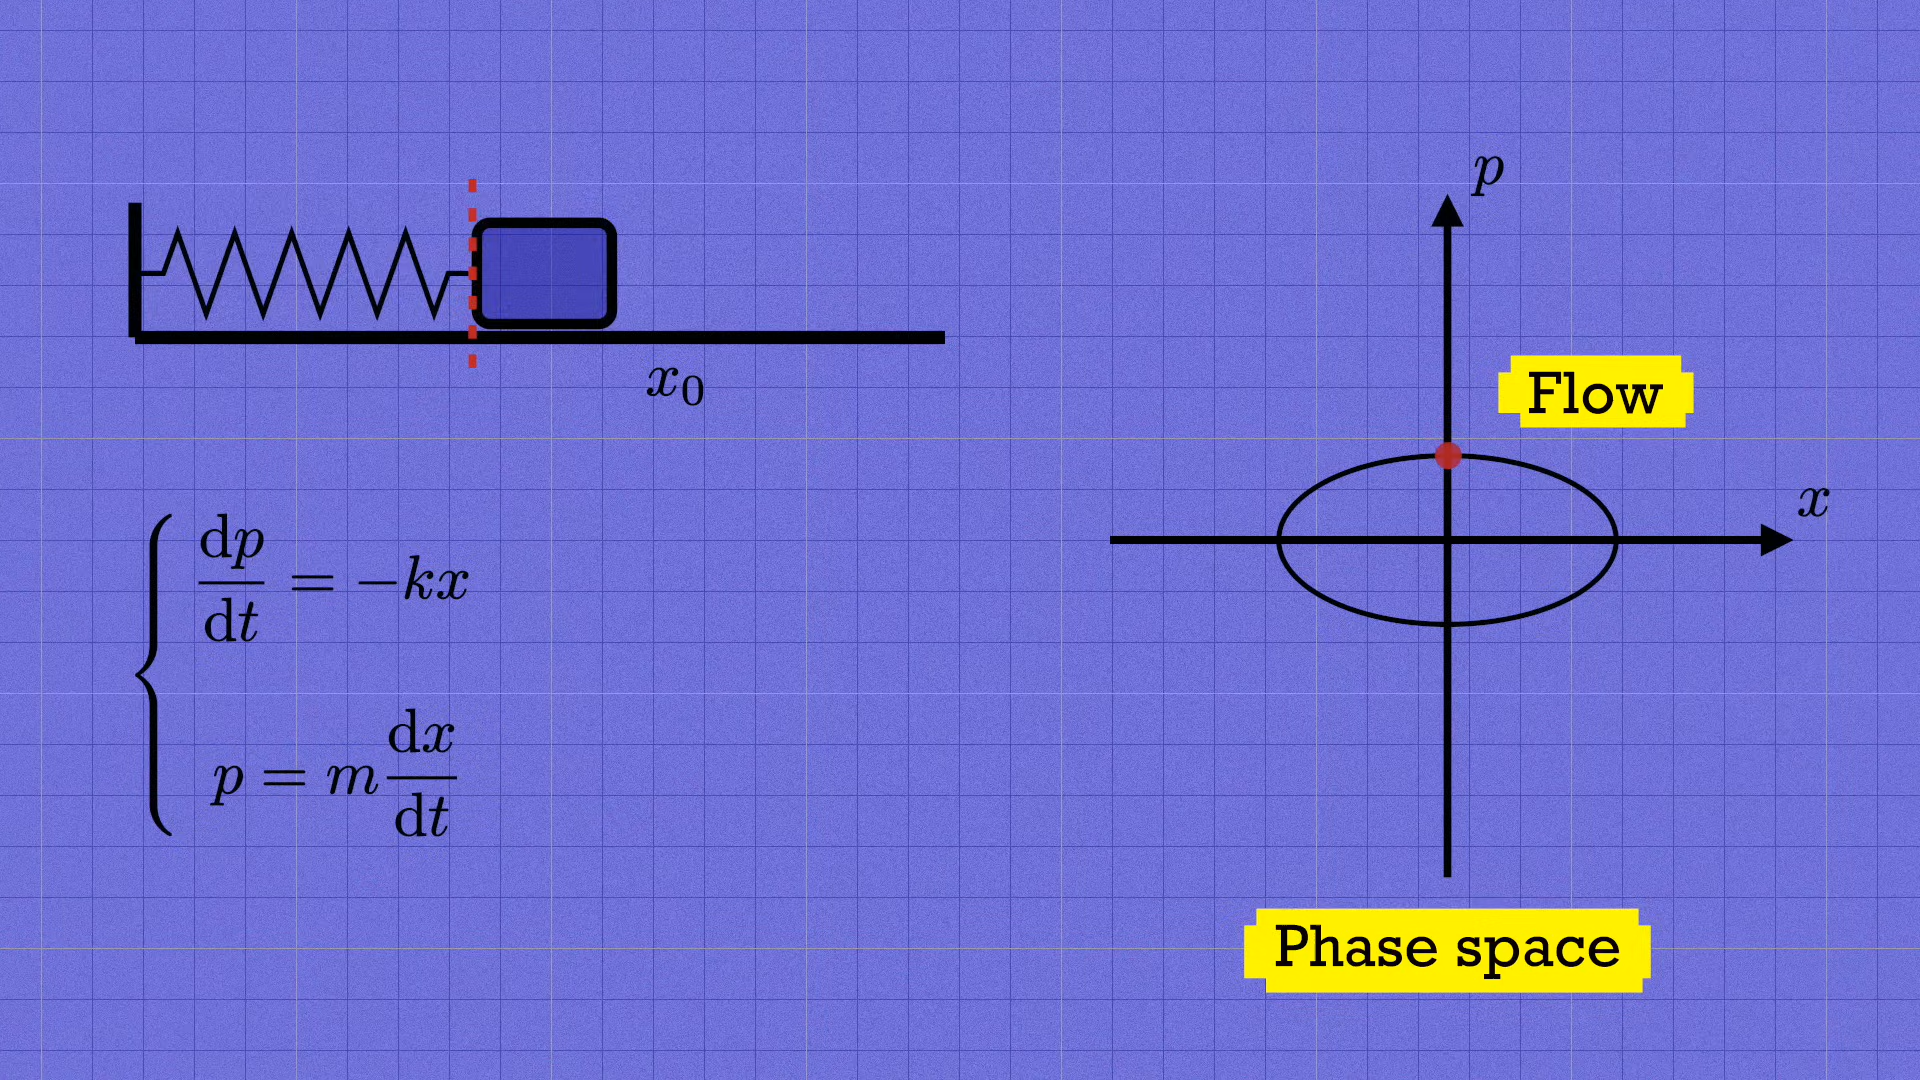 x₀
dp/dt = −kx
p = m dx/dt
p
Flow
x
Phase space